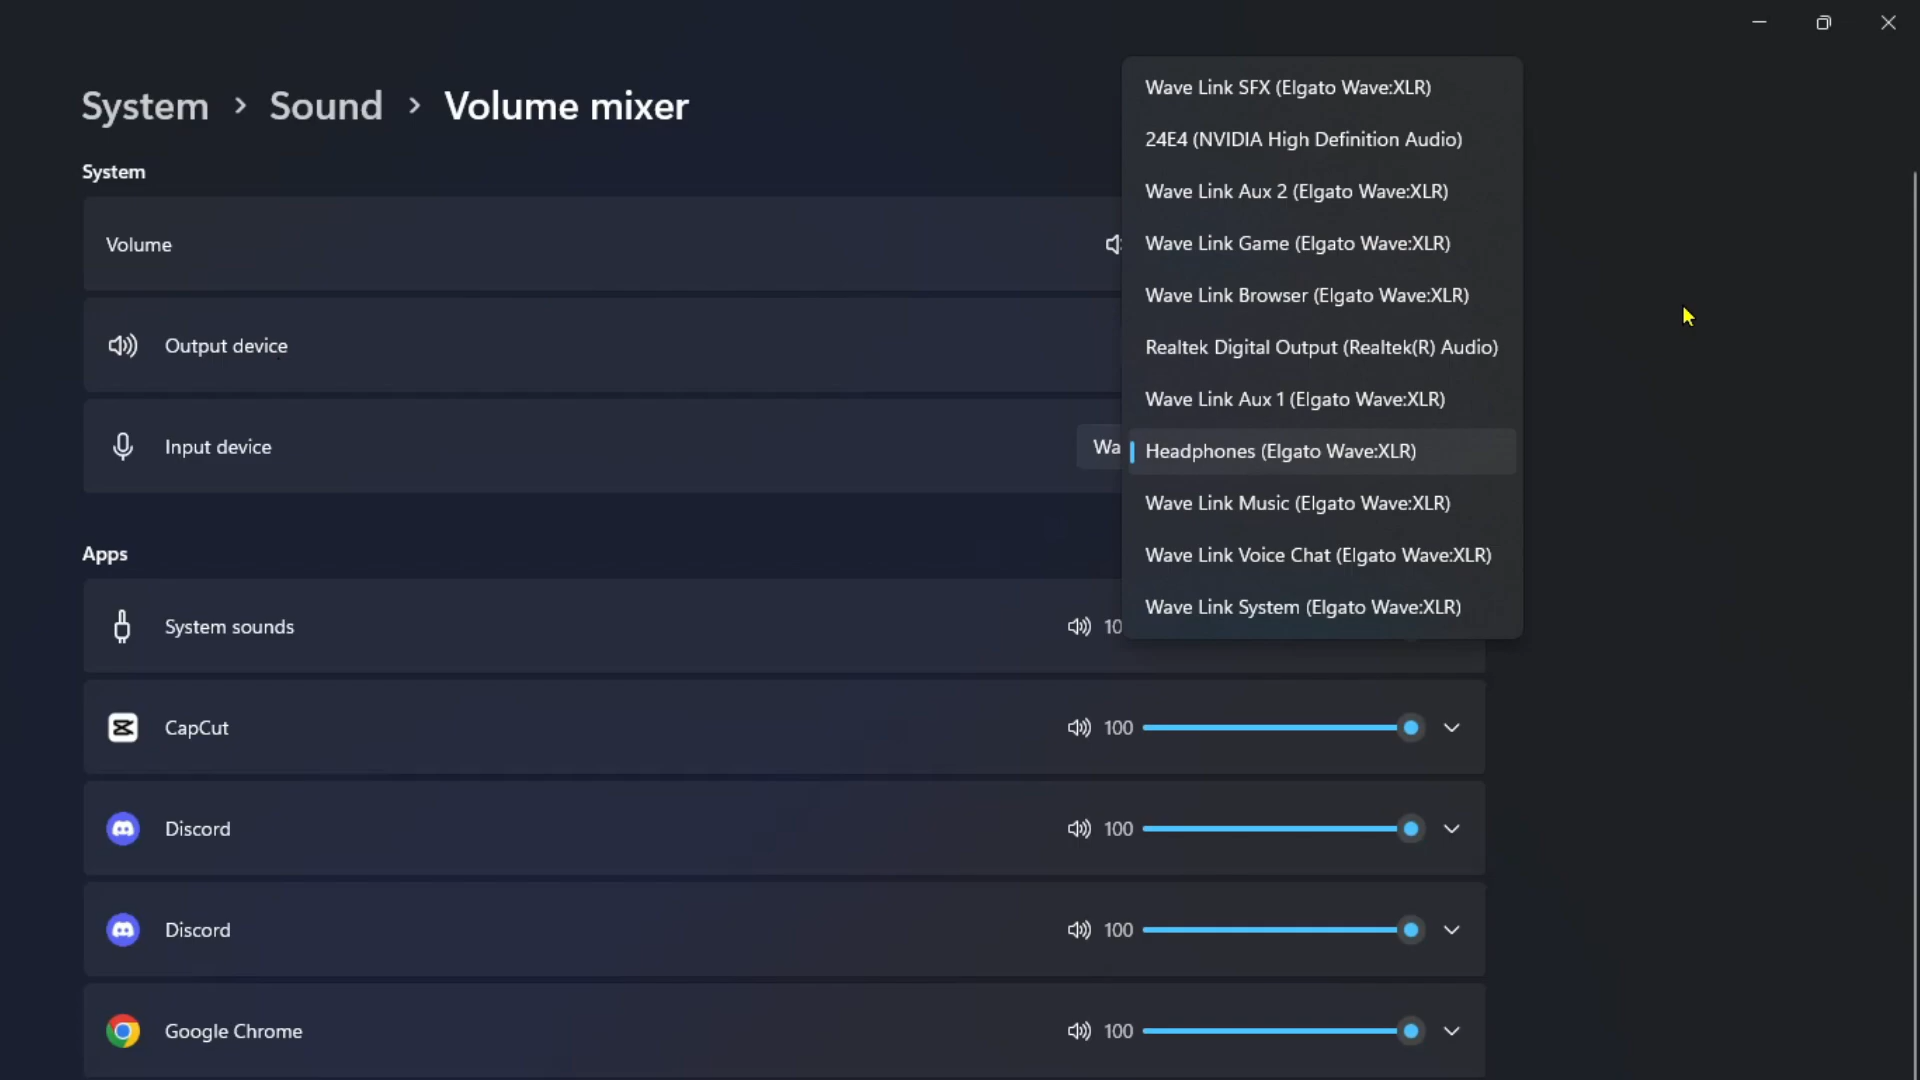 System > Sound > Volume mixer
System
Volume
Output device
Input device
Wa
Wave Link SFX (Elgato Wave:XLR)
24E4 (NVIDIA High Definition Audio)
Wave Link Aux 2 (Elgato Wave:XLR)
Wave Link Game (Elgato Wave:XLR)
Wave Link Browser (Elgato Wave:XLR)
Realtek Digital Output (Realtek(R) Audio)
Wave Link Aux 1 (Elgato Wave:XLR)
Headphones (Elgato Wave:XLR)
Wave Link Music (Elgato Wave:XLR)
Wave Link Voice Chat (Elgato Wave:XLR)
Wave Link System (Elgato Wave:XLR)
Apps
System sounds 10
CapCut 100
Discord 100
Discord 100
Google Chrome 100